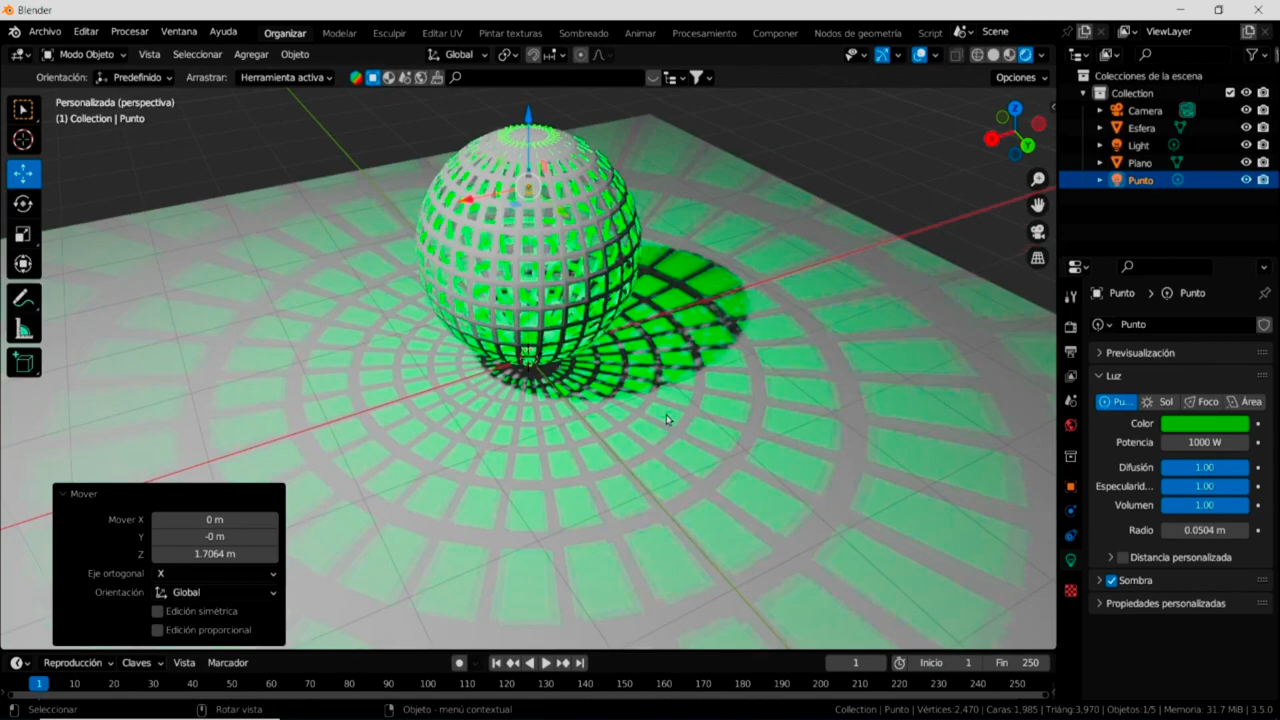 Blender
Archivo Editar Procesar Ventana Ayuda Organizar Modelar Esculpir Editar UV Pintar texturas Sombreado Animar Procesamiento Componer Nodos de geometría Script Scene ViewLayer
Modo Objeto Vista Seleccionar Agregar Objeto Global
Orientación: Predefinido Arrastrar: Herramienta activa Opciones
Personalizada (perspectiva)
(1) Collection | Punto
Z
X
Y
Colecciones de la escena
Collection
Camera
Esfera
Light
Plano
Punto
Punto Punto
Punto
Previsualización
Luz
Pu... Sol Foco Área
Color
Potencia 1000 W
Difusión 1.00
Especularid... 1.00
Volumen 1.00
Radio 0.0504 m
Distancia personalizada
Sombra
Propiedades personalizadas
Mover
Mover X 0 m
Y -0 m
Z 1.7064 m
Eje ortogonal X
Orientación Global
Edición simétrica
Edición proporcional
Reproducción Claves Vista Marcador 1 Inicio 1 Fin 250
1 10 20 30 40 50 60 70 80 90 100 110 120 130 140 150 160 170 180 190 200 210 220 230 240 250
Seleccionar Rotar vista Objeto - menú contextual Collection | Punto | Vértices:2,470 | Caras:1,985 | Triáng:3,970 | Objetos:1/5 | Memoria: 31.7 MiB | 3.5.0